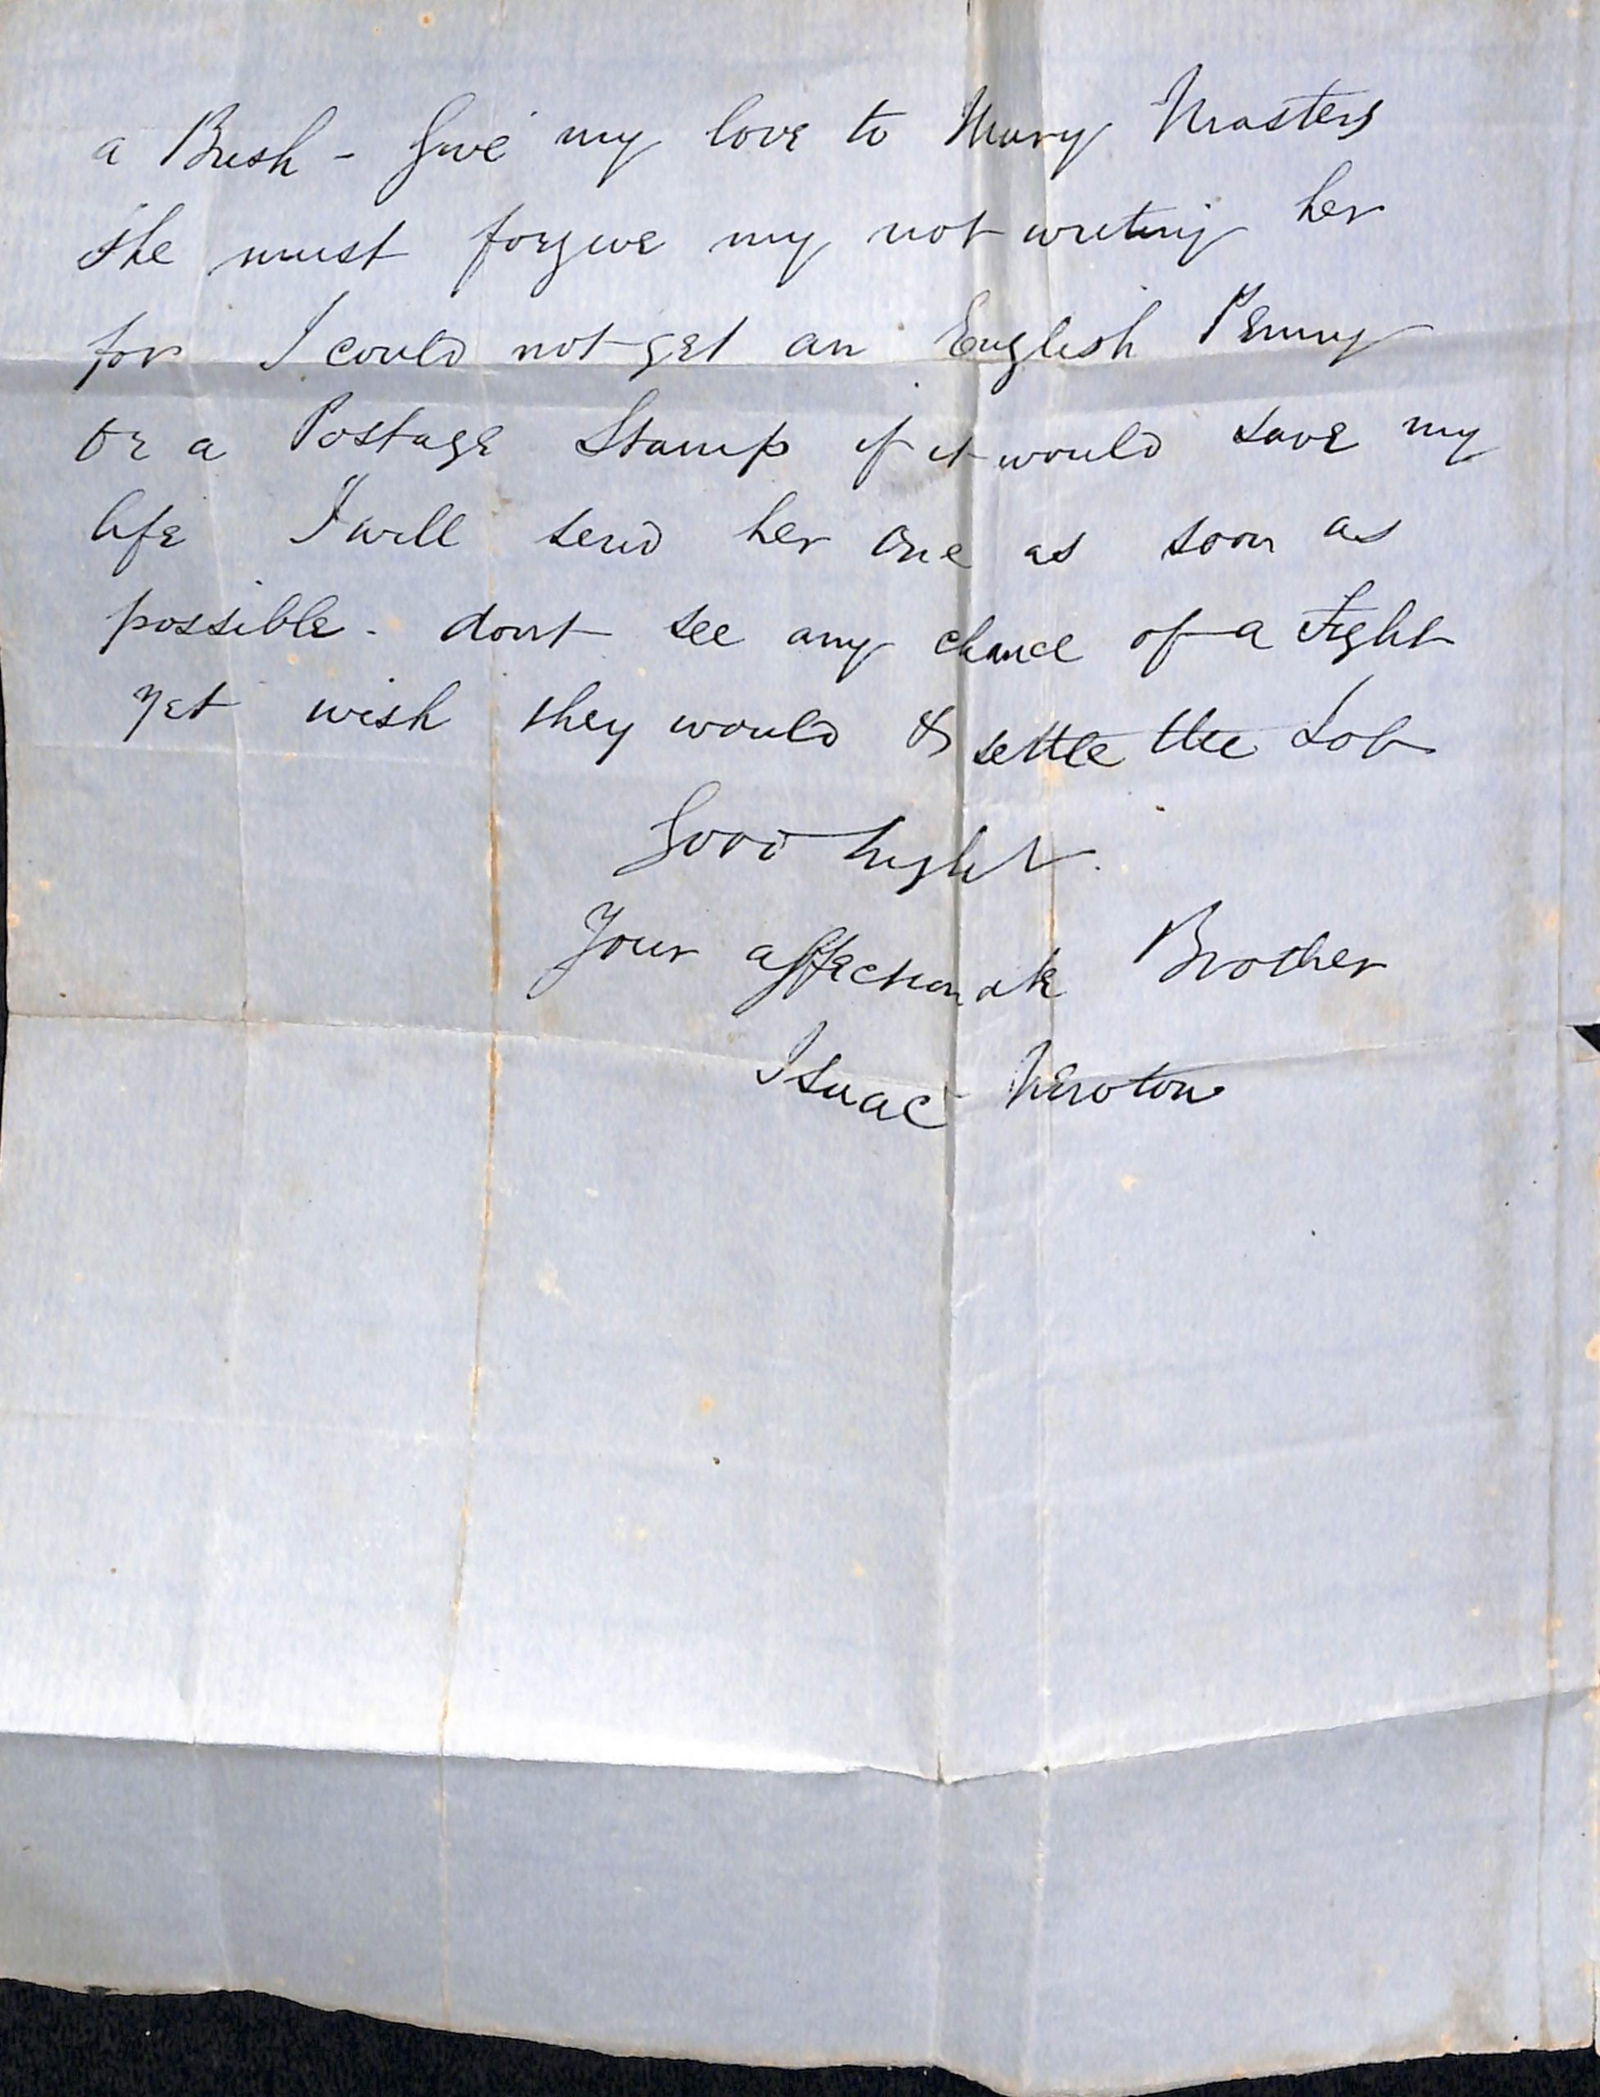 a Bush - Give my love to Mary Masters
She must forgive my not writing her
for I could not get an English Penny
or a Postage Stamp if it would save my
life I will send her one as soon as
possible - dont see any chance of a Fight
yet wish they would & settle the Job
Good night.
Your affectionate Brother
Isaac